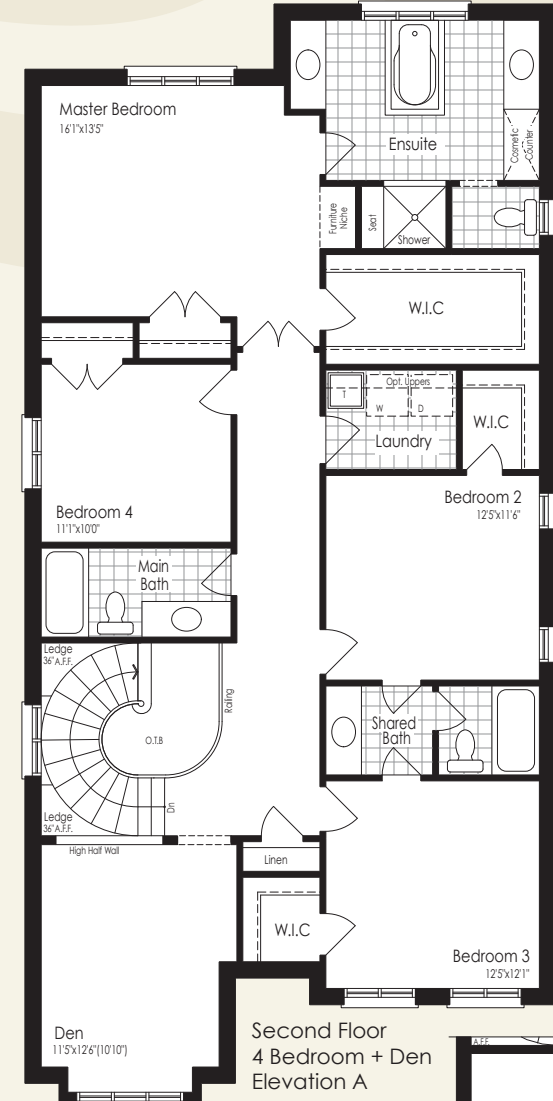 Master Bedroom
16'1"x13'5"
Ensuite
Cosmetic
Counter
Furniture
Niche
Seat
Shower
W.I.C
Opt. Uppers
T
W
D
Laundry
W.I.C
Bedroom 4
11'1"x10'0"
Bedroom 2
12'5"x11'6"
Main
Bath
Ledge
36"A.F.F.
Railing
O.T.B
Shared
Bath
Dn
Ledge
36"A.F.F.
High Half Wall
Linen
W.I.C
Bedroom 3
12'5"x12'1"
Den
11'5"x12'6"(10'10")
Second Floor
4 Bedroom + Den
Elevation A
A.F.F.